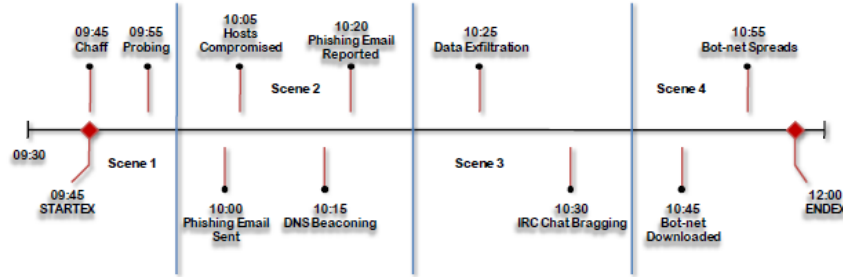 09:45
Chaff
09:55
Probing
10:05
Hosts
Compromised
10:20
Phishing Email
Reported
10:25
Data Exfiltration
10:55
Bot-net Spreads
Scene 2
Scene 4
09:30
Scene 1
Scene 3
09:45
STARTEX
10:00
Phishing Email
Sent
10:15
DNS Beaconing
10:30
IRC Chat Bragging
10:45
Bot-net
Downloaded
12:00
ENDEX